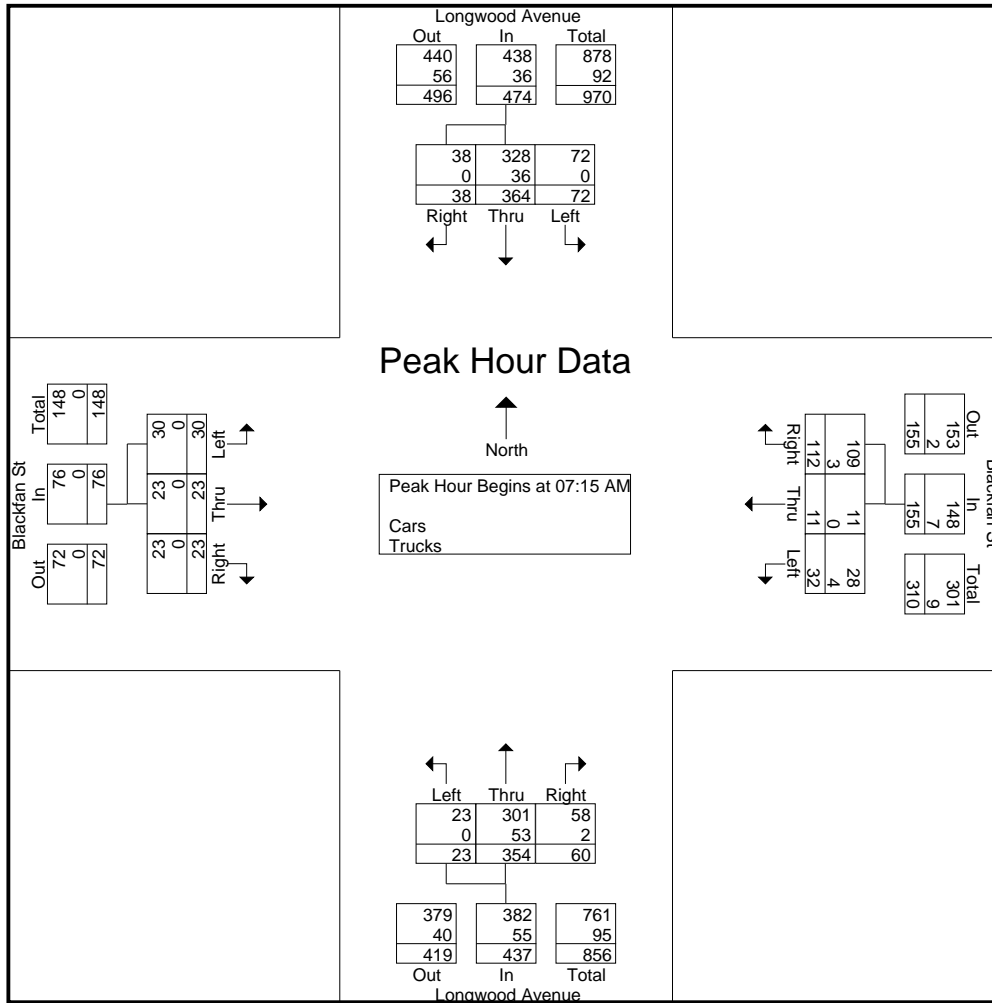 Longwood Avenue
Out In Total
440 438 878
56 36 92
496 474 970
38 328 72
0 36 0
38 364 72
Right Thru Left
Peak Hour Data
North
Peak Hour Begins at 07:15 AM
Cars
Trucks
Blackfan St
Total In Out
148 76 72
0 0 0
148 76 72
30 23 23
0 0 0
30 23 23
Left Thru Right
Right Thru Left
112 11 32
3 0 4
109 11 28
155 155 310
2 7 9
153 148 301
Out In Total
Blackfan St
Left Thru Right
23 301 58
0 53 2
23 354 60
379 382 761
40 55 95
419 437 856
Out In Total
Longwood Avenue